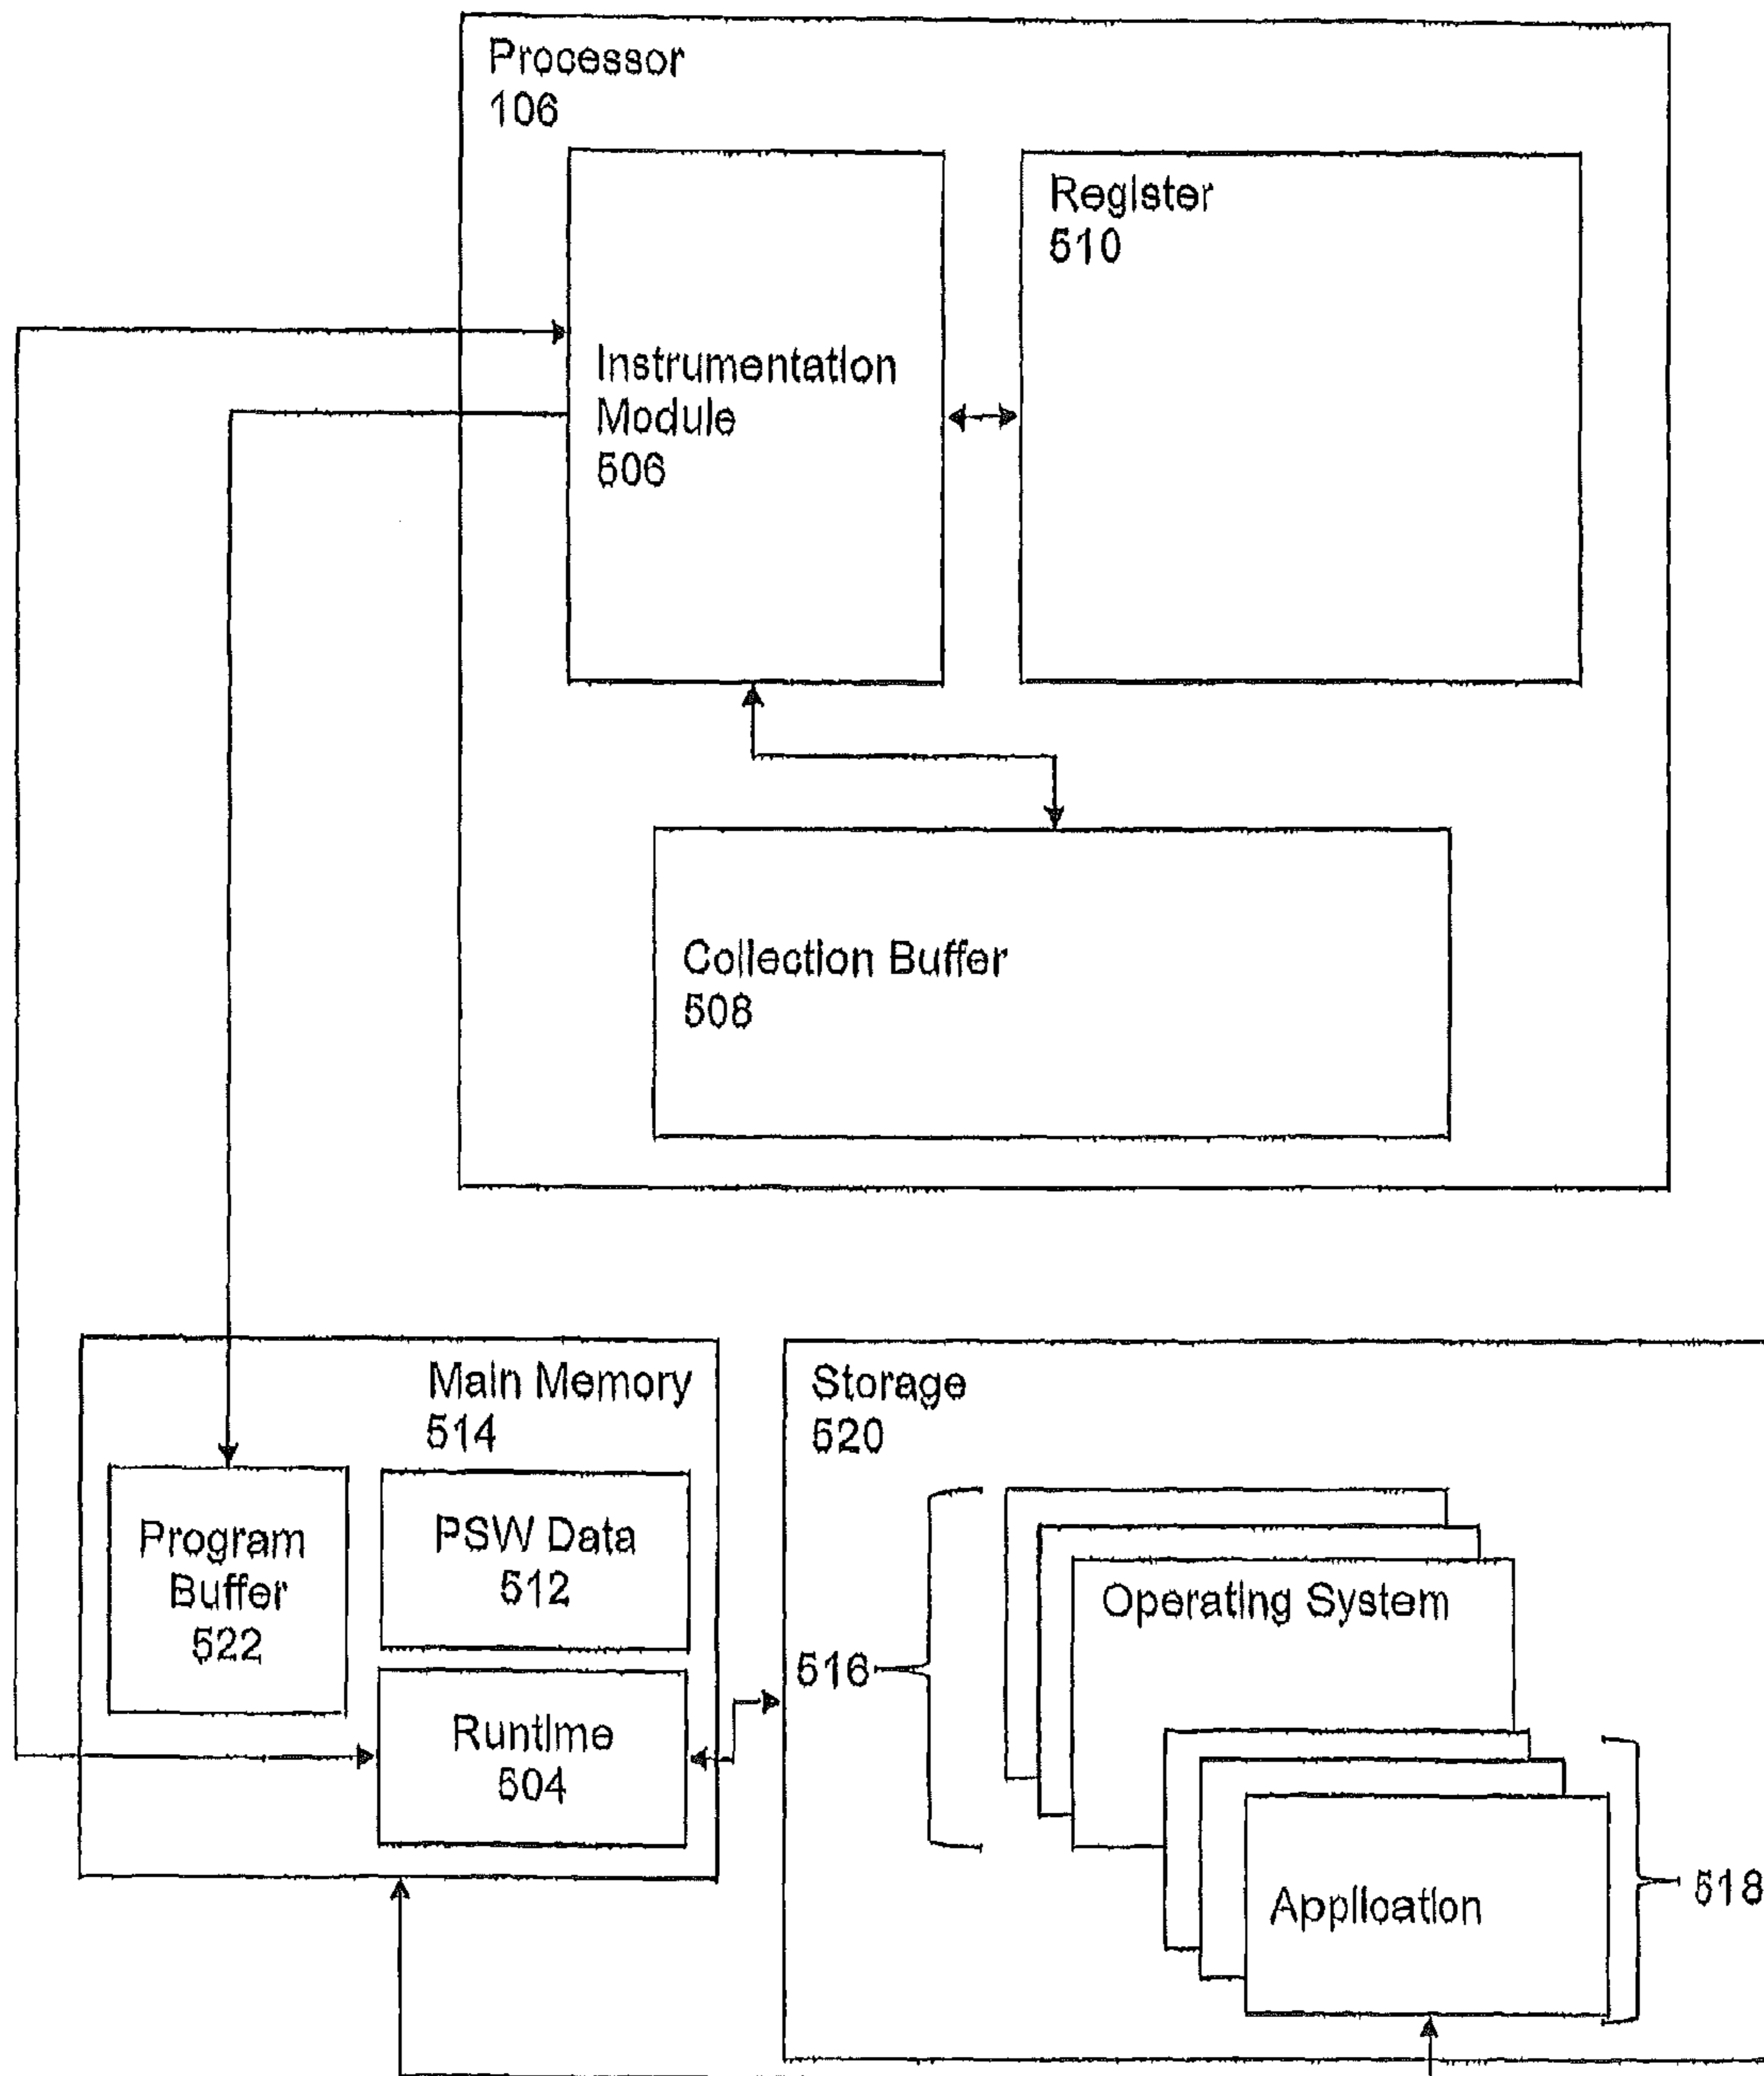 Processor
106
Register
510
Instrumentation
Module
506
Collection Buffer
508
Main Memory
514
Storage
520
Program
Buffer
522
PSW Data
512
Operating System
516
Runtime
504
Application
518